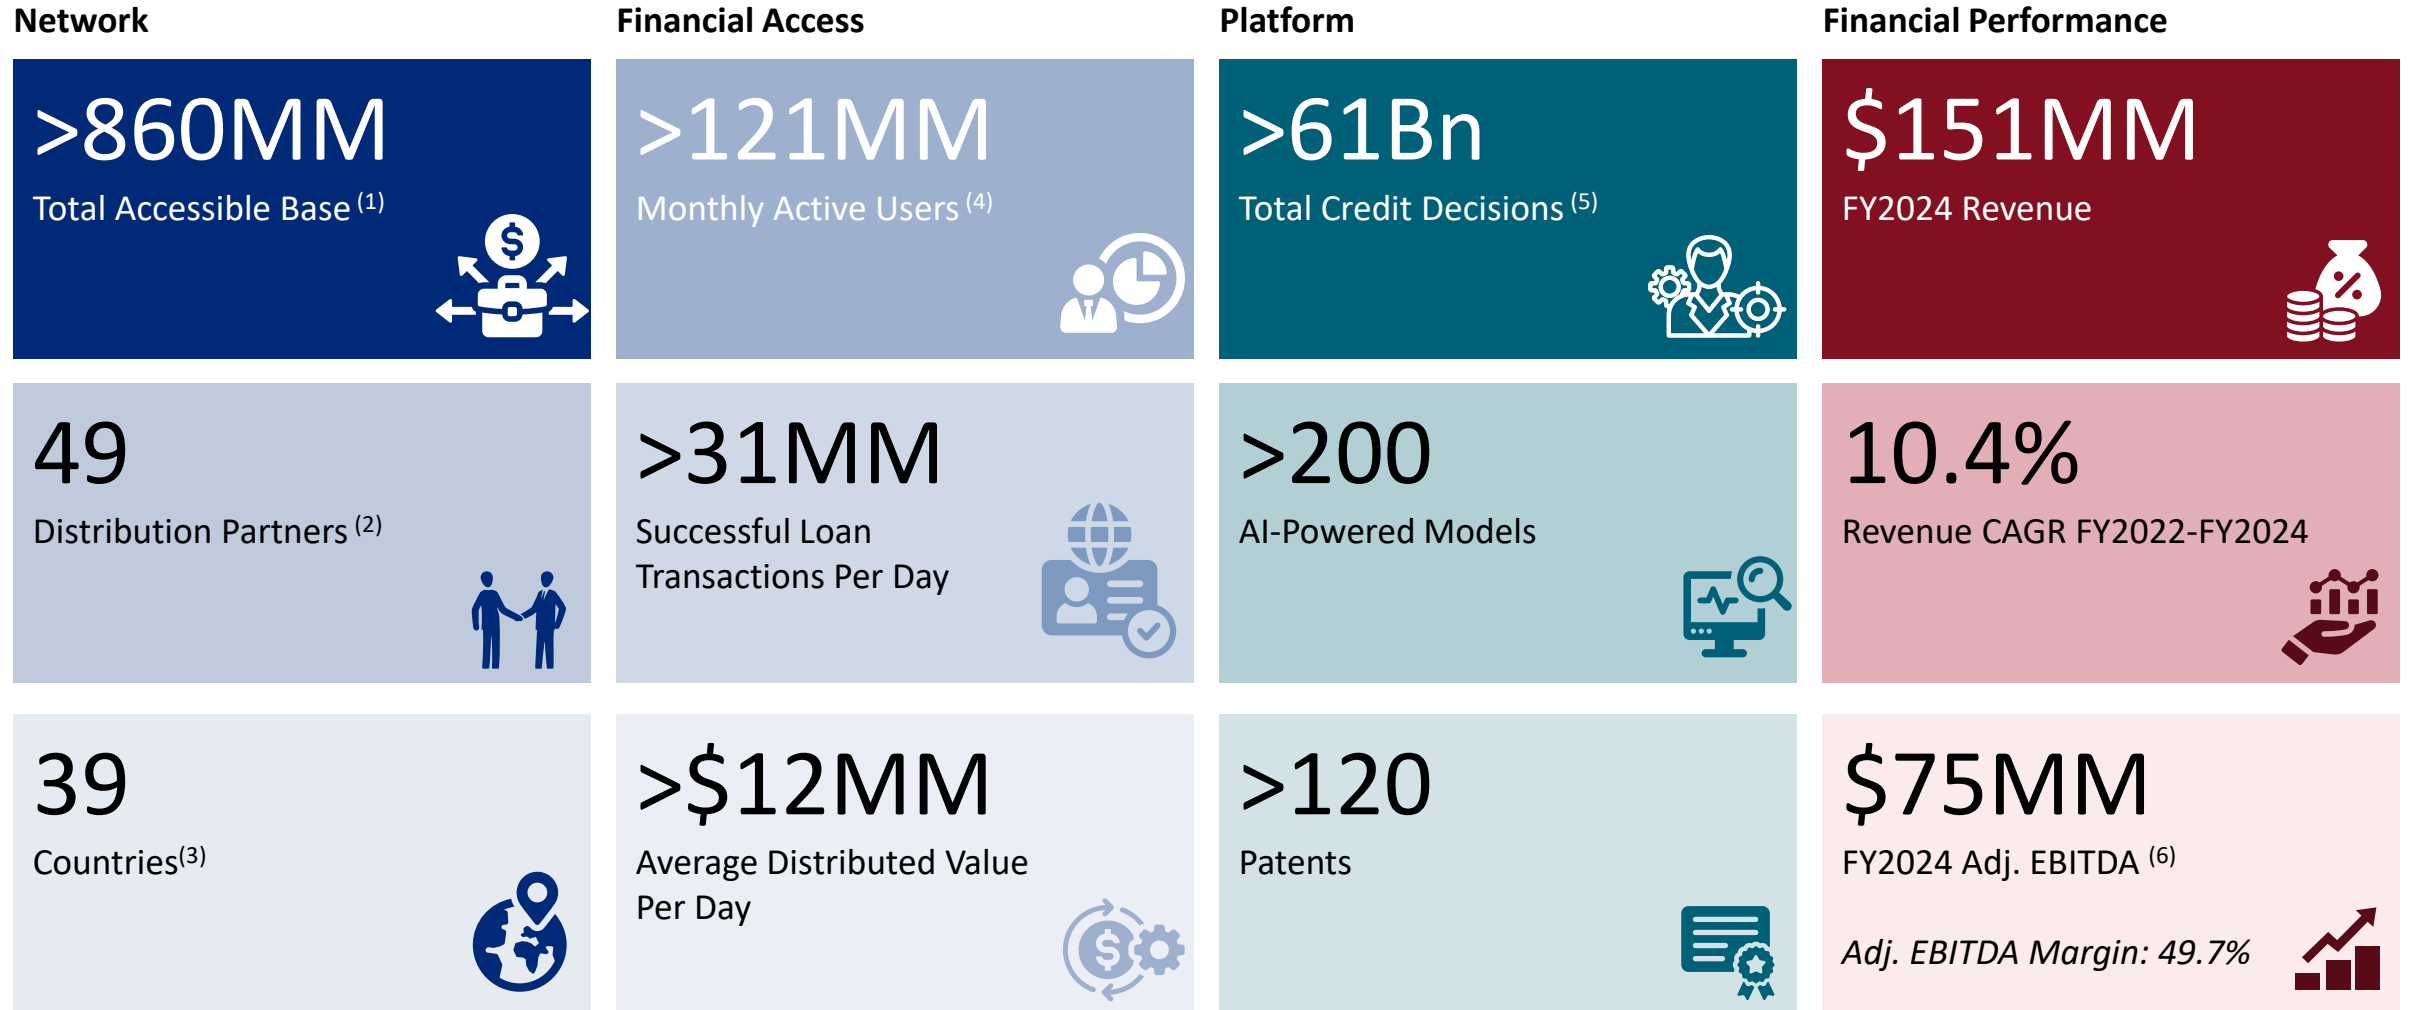 Network
>860MM
Total Accessible Base (1)
49
Distribution Partners (2)
39
Countries(3)
Financial Access
>121MM
Monthly Active Users (4)
>31MM
Successful Loan
Transactions Per Day
>$12MM
Average Distributed Value
Per Day
Platform
>61Bn
Total Credit Decisions (5)
>200
AI-Powered Models
>120
Patents
Financial Performance
$151MM
FY2024 Revenue
10.4%
Revenue CAGR FY2022-FY2024
$75MM
FY2024 Adj. EBITDA (6)
Adj. EBITDA Margin: 49.7%